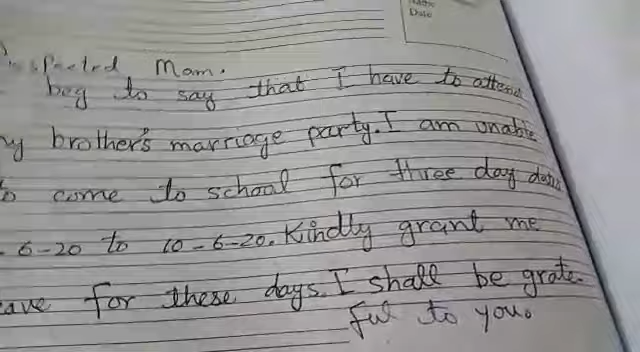 Date
Mam.
beg to say that I have to attend
brother's marriage party. I am unable
come to school for three day
6-20 to 10-6-20. Kindly grant me
for these days. I shall be grate-
ful to you.